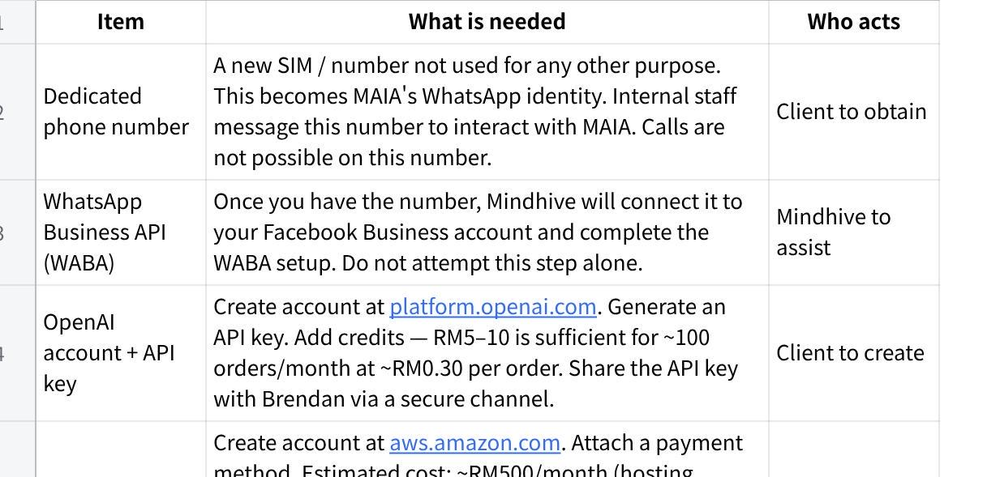 Item
What is needed
Who acts
2
Dedicated
phone number
A new SIM / number not used for any other purpose.
This becomes MAIA's WhatsApp identity. Internal staff
message this number to interact with MAIA. Calls are
not possible on this number.
Client to obtain
3
WhatsApp
Business API
(WABA)
Once you have the number, Mindhive will connect it to
your Facebook Business account and complete the
WABA setup. Do not attempt this step alone.
Mindhive to
assist
4
OpenAI
account + API
key
Create account at platform.openai.com. Generate an
API key. Add credits — RM5–10 is sufficient for ~100
orders/month at ~RM0.30 per order. Share the API key
with Brendan via a secure channel.
Client to create
Create account at aws.amazon.com. Attach a payment
method. Estimated cost: ~RM500/month (hosting